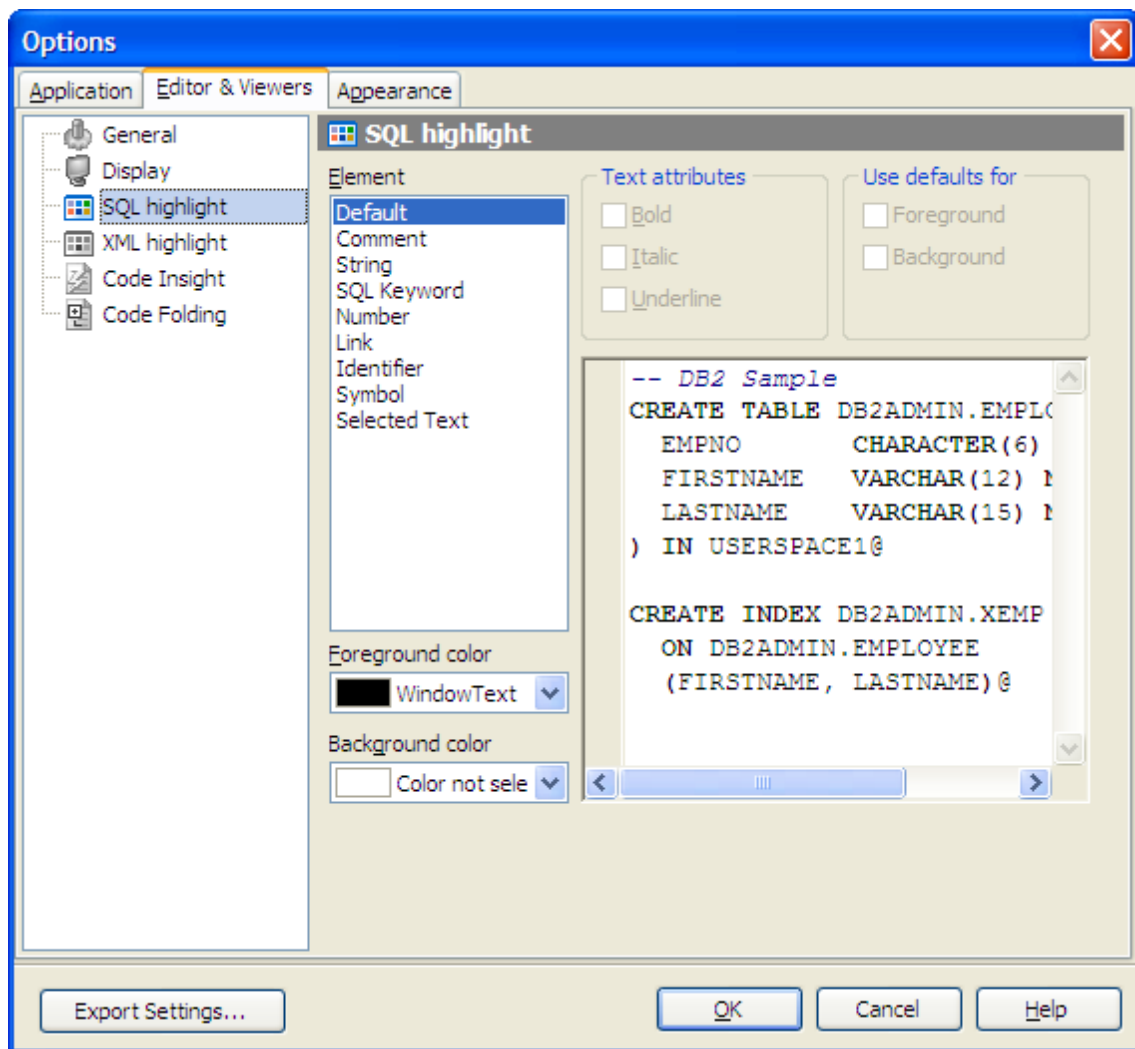 Options
Application
Editor & Viewers
Appearance
General
Display
SQL highlight
XML highlight
Code Insight
Code Folding
SQL highlight
Element
Default
Comment
String
SQL Keyword
Number
Link
Identifier
Symbol
Selected Text
Foreground color
WindowText
Background color
Color not sele
Text attributes
Bold
Italic
Underline
Use defaults for
Foreground
Background
-- DB2 Sample
CREATE TABLE DB2ADMIN.EMPLO
EMPNO CHARACTER(6)
FIRSTNAME VARCHAR(12) N
LASTNAME VARCHAR(15) N
) IN USERSPACE1@
CREATE INDEX DB2ADMIN.XEMP
ON DB2ADMIN.EMPLOYEE
(FIRSTNAME, LASTNAME)@
Export Settings...
OK
Cancel
Help